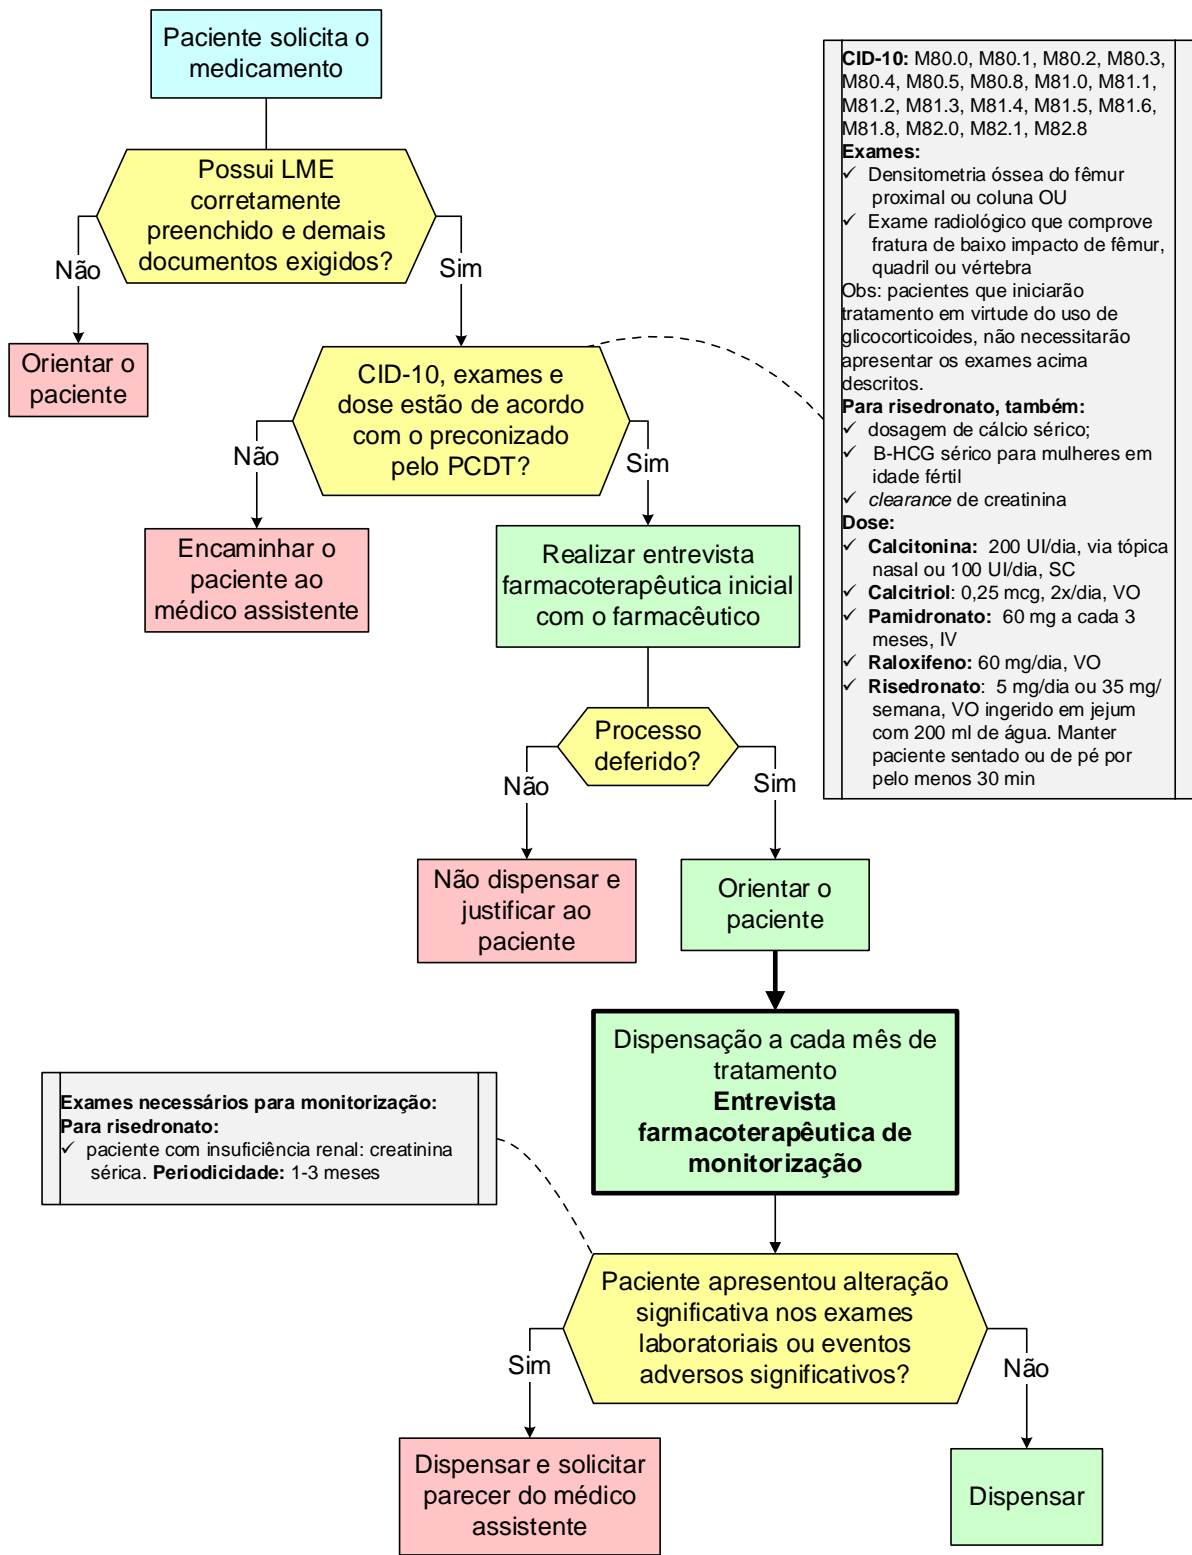 Paciente solicita o
medicamento
Possui LME
corretamente
preenchido e demais
documentos exigidos?
Não
Sim
Orientar o
paciente
CID-10, exames e
dose estão de acordo
com o preconizado
pelo PCDT?
Não
Sim
Encaminhar o
paciente ao
médico assistente
Realizar entrevista
farmacoterapêutica inicial
com o farmacêutico
Processo
deferido?
Não
Sim
Não dispensar e
justificar ao
paciente
Orientar o
paciente
CID-10: M80.0, M80.1, M80.2, M80.3,
M80.4, M80.5, M80.8, M81.0, M81.1,
M81.2, M81.3, M81.4, M81.5, M81.6,
M81.8, M82.0, M82.1, M82.8
Exames:
✓ Densitometria óssea do fêmur
proximal ou coluna OU
✓ Exame radiológico que comprove
fratura de baixo impacto de fêmur,
quadril ou vértebra
Obs: pacientes que iniciarão
tratamento em virtude do uso de
glicocorticoides, não necessitarão
apresentar os exames acima
descritos.
Para risedronato, também:
✓ dosagem de cálcio sérico;
✓ B-HCG sérico para mulheres em
idade fértil
✓ clearance de creatinina
Dose:
✓ Calcitonina: 200 UI/dia, via tópica
nasal ou 100 UI/dia, SC
✓ Calcitriol: 0,25 mcg, 2x/dia, VO
✓ Pamidronato: 60 mg a cada 3
meses, IV
✓ Raloxifeno: 60 mg/dia, VO
✓ Risedronato: 5 mg/dia ou 35 mg/
semana, VO ingerido em jejum
com 200 ml de água. Manter
paciente sentado ou de pé por
pelo menos 30 min
Dispensação a cada mês de
tratamento
Entrevista
farmacoterapêutica de
monitorização
Exames necessários para monitorização:
Para risedronato:
✓ paciente com insuficiência renal: creatinina
sérica. Periodicidade: 1-3 meses
Paciente apresentou alteração
significativa nos exames
laboratoriais ou eventos
adversos significativos?
Sim
Não
Dispensar e solicitar
parecer do médico
assistente
Dispensar